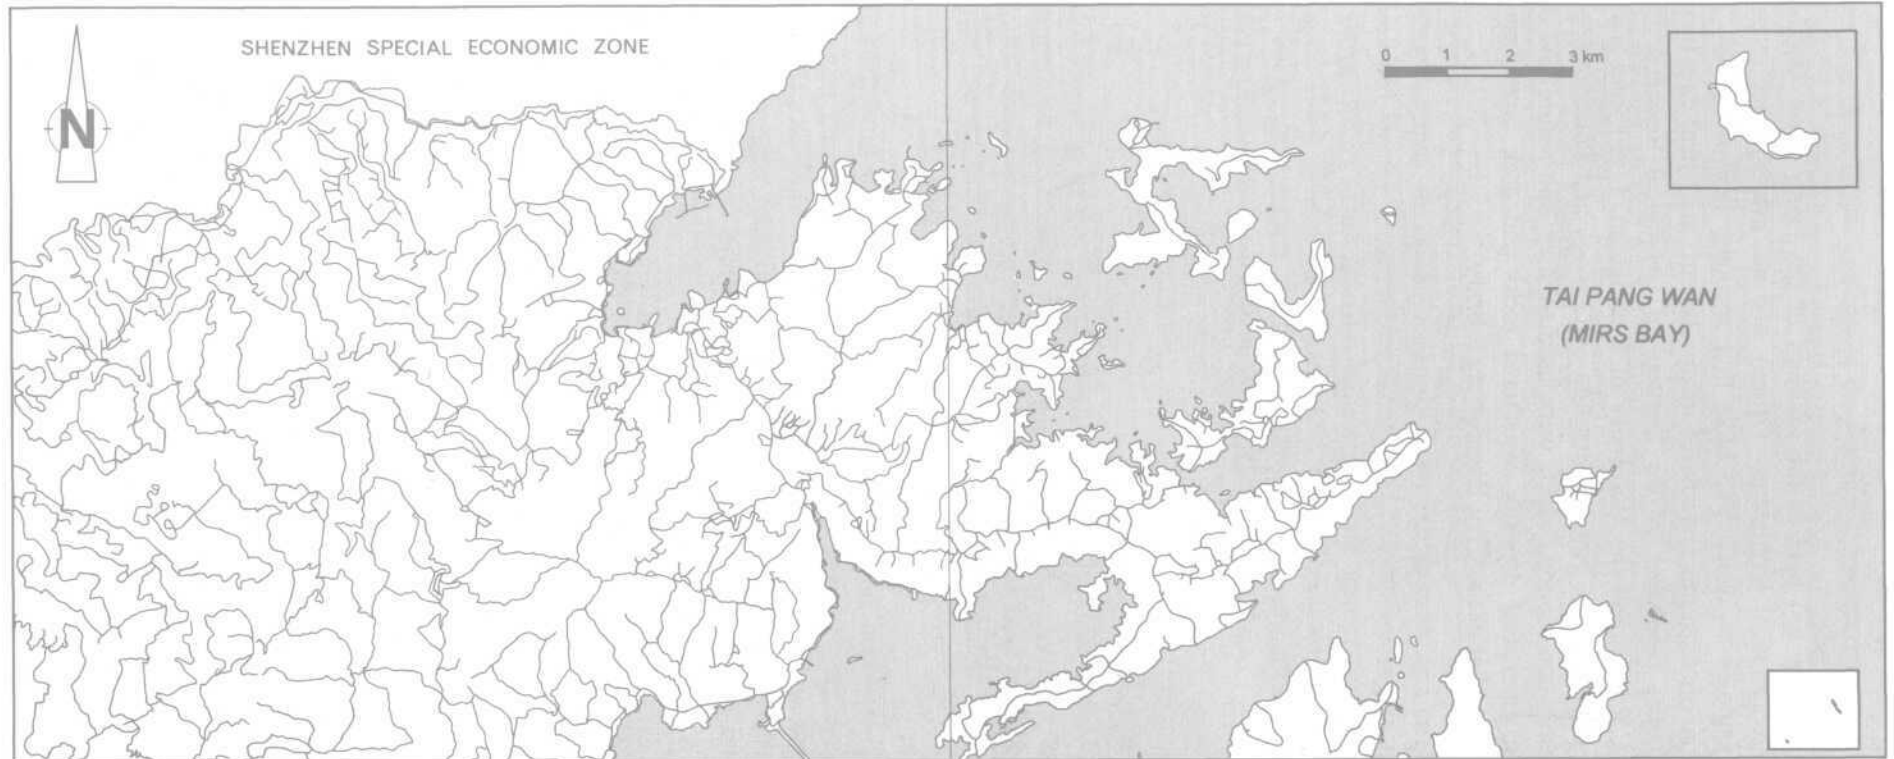 SHENZHEN SPECIAL ECONOMIC ZONE
0 1 2 3 km
N
TAI PANG WAN
(MIRS BAY)